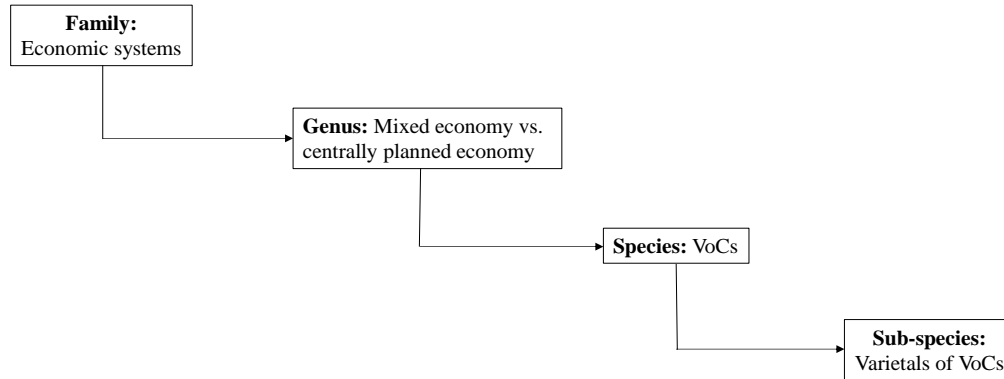 Family:
Economic systems
Genus: Mixed economy vs.
centrally planned economy
Species: VoCs
Sub-species:
Varietals of VoCs